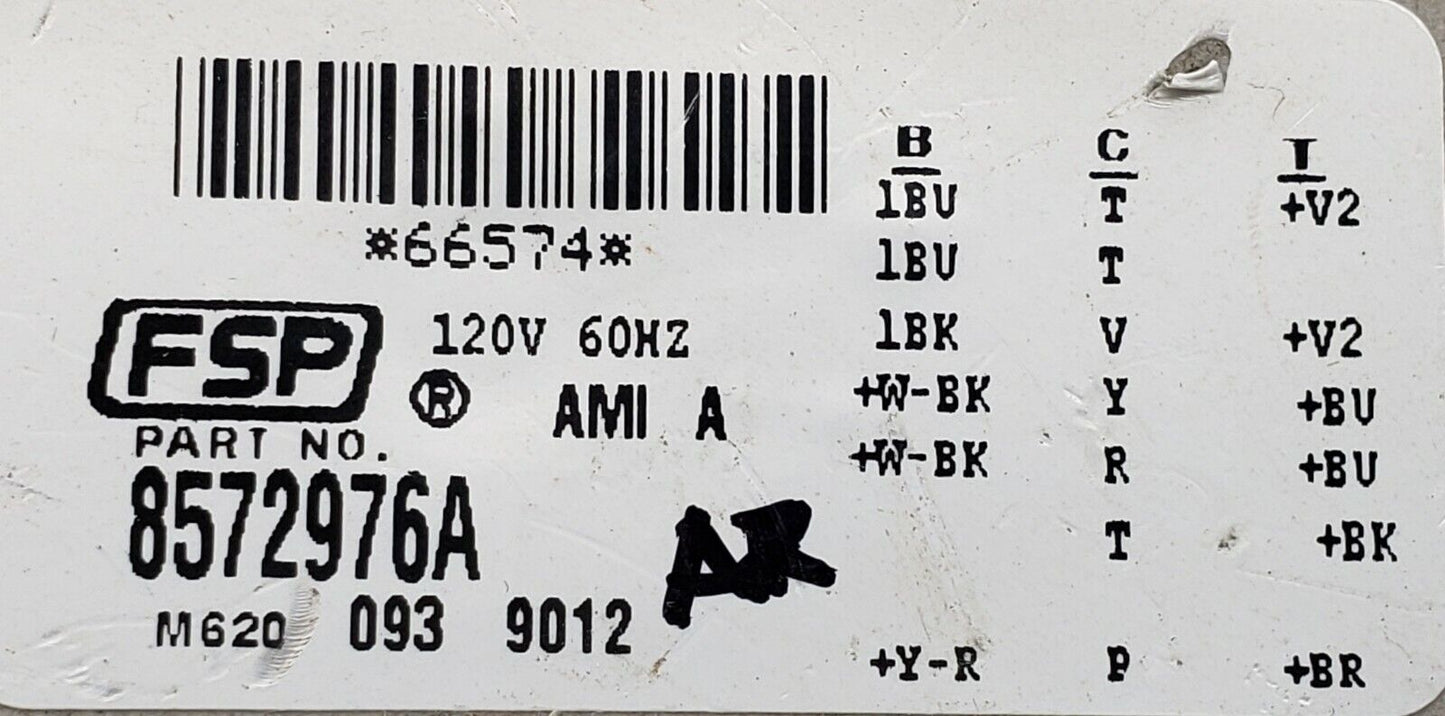 *66574*
FSP ® 120V 60HZ
AMI A
PART NO.
8572976A
M620 093 9012
AR
B C T
1BU T +V2
1BU T
1BK V +V2
+W-BK Y +BU
+W-BK R +BU
T +BK
+Y-R P +BR